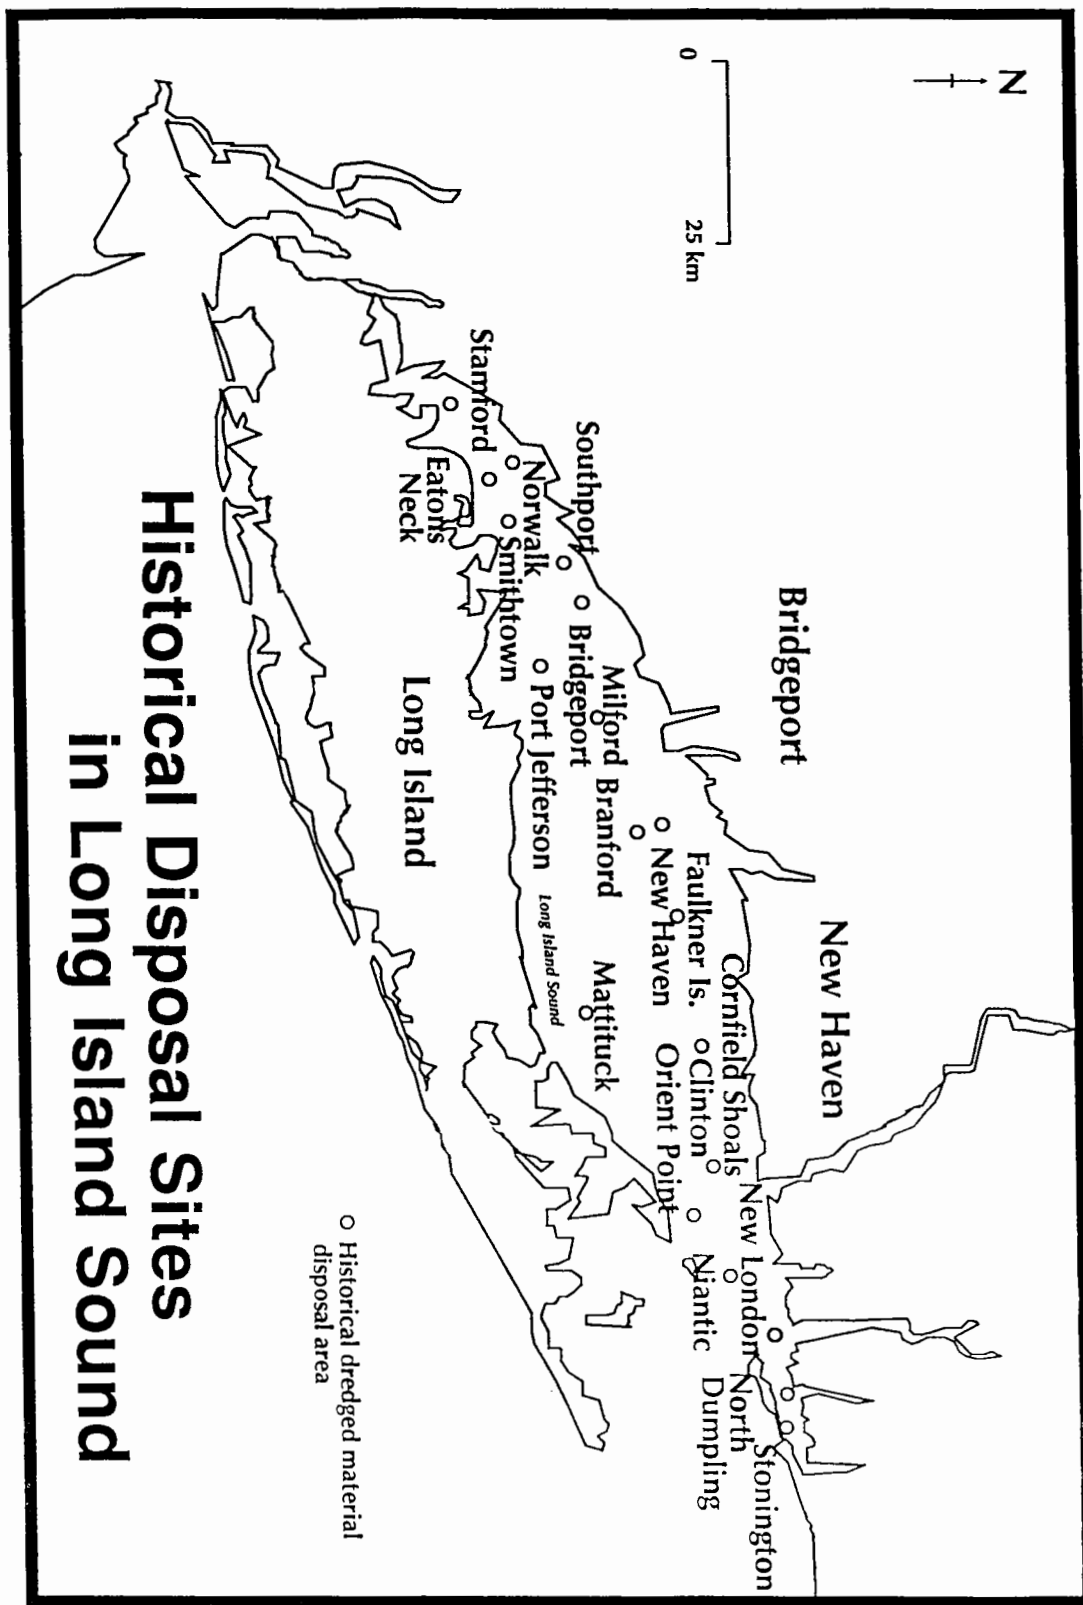 N
0
25 km
Bridgeport
New Haven
Southport
Stamford
Norwalk
Eatons
Neck
Smithtown
Bridgeport
Port Jefferson
Milford
Branford
New Haven
Faulkner Is.
Cornfield Shoals
Clinton
Mattituck
Orient Point
Long Island Sound
Long Island
New London
Niantic
North
Dumpling
Stonington
Historical dredged material
disposal area
Historical Disposal Sites
in Long Island Sound